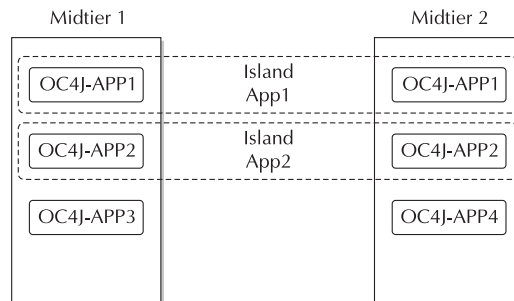 Midtier 1
Midtier 2
OC4J-APP1
Island
App1
OC4J-APP1
OC4J-APP2
Island
App2
OC4J-APP2
OC4J-APP3
OC4J-APP4